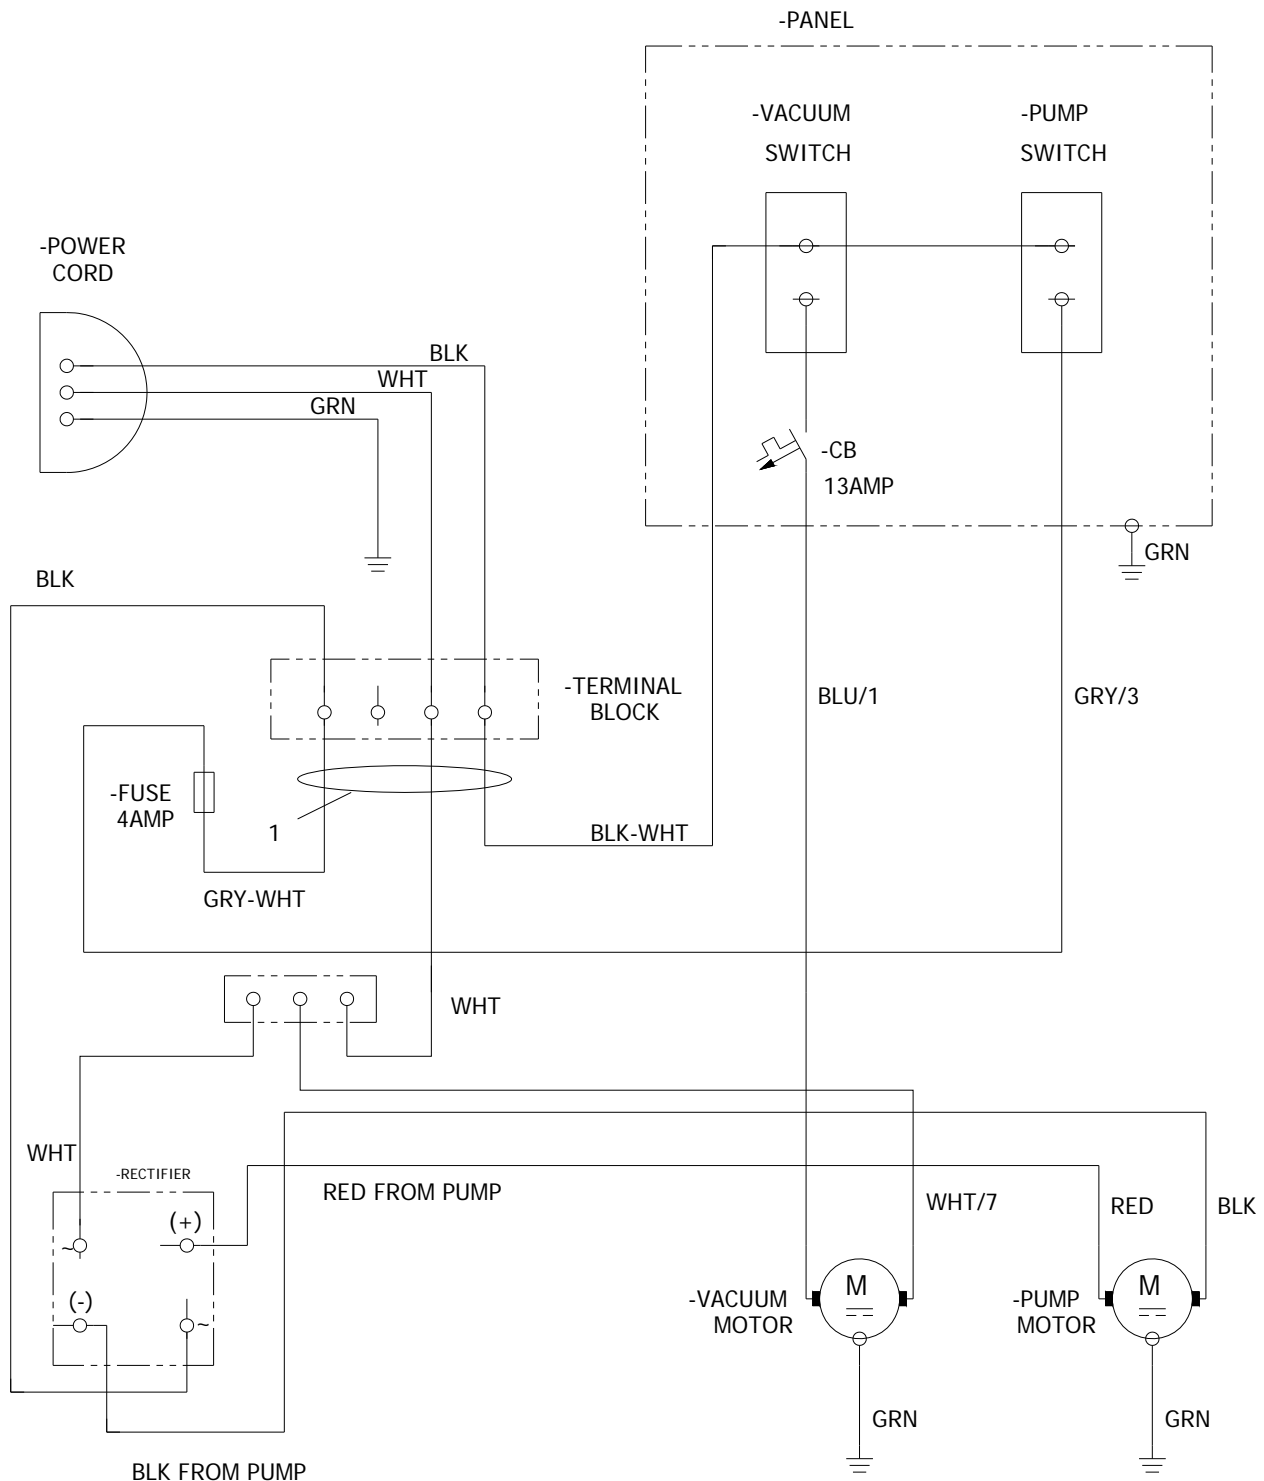 -PANEL
-VACUUM
SWITCH
-PUMP
SWITCH
-POWER
CORD
BLK
WHT
GRN
-CB
13AMP
GRN
BLK
-TERMINAL
BLOCK
BLU/1
GRY/3
-FUSE
4AMP
1
BLK-WHT
GRY-WHT
WHT
WHT
-RECTIFIER
RED FROM PUMP
WHT/7
RED
BLK
(+)
~
(-)
~
M
-VACUUM
MOTOR
M
-PUMP
MOTOR
GRN
GRN
BLK FROM PUMP